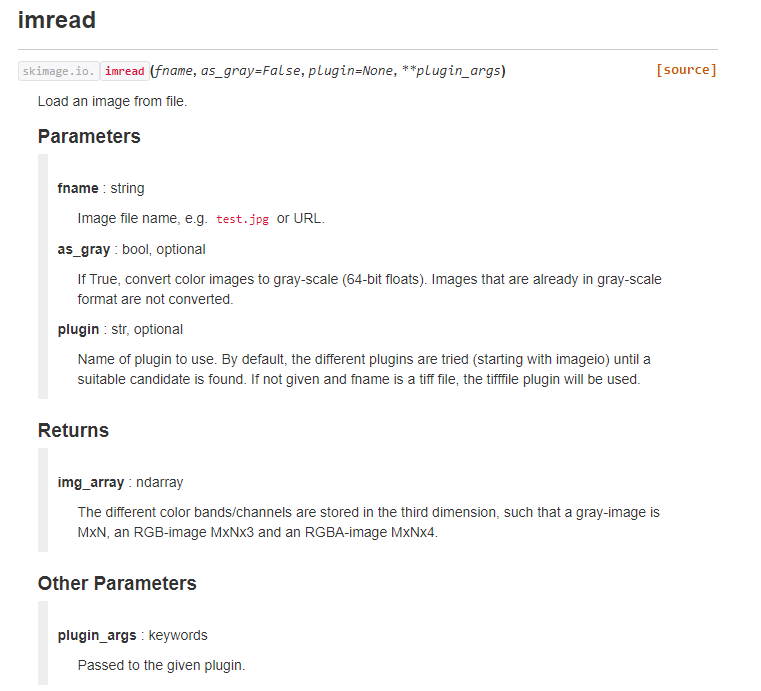 imread
skimage.io. imread(fname, as_gray=False, plugin=None, **plugin_args) [source]
Load an image from file.
Parameters
fname : string
Image file name, e.g. test.jpg or URL.
as_gray : bool, optional
If True, convert color images to gray-scale (64-bit floats). Images that are already in gray-scale
format are not converted.
plugin : str, optional
Name of plugin to use. By default, the different plugins are tried (starting with imageio) until a
suitable candidate is found. If not given and fname is a tiff file, the tifffile plugin will be used.
Returns
img_array : ndarray
The different color bands/channels are stored in the third dimension, such that a gray-image is
MxN, an RGB-image MxNx3 and an RGBA-image MxNx4.
Other Parameters
plugin_args : keywords
Passed to the given plugin.